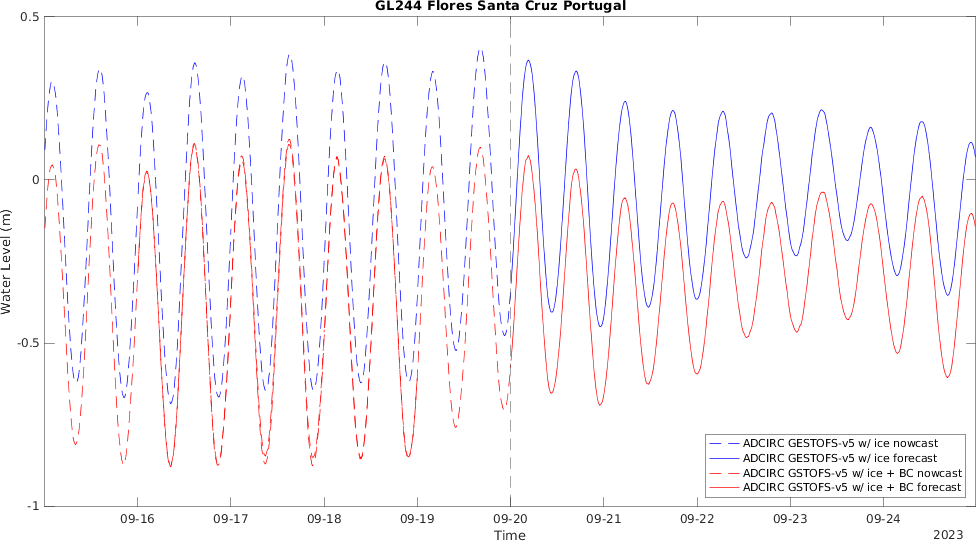 GL244 Flores Santa Cruz Portugal
0.5
0
-0.5
-1
Water Level (m)
09-16 09-17 09-18 09-19 09-20 09-21 09-22 09-23 09-24
Time
2023
ADCIRC GESTOFS-v5 w/ ice nowcast
ADCIRC GESTOFS-v5 w/ ice forecast
ADCIRC GSTOFS-v5 w/ ice + BC nowcast
ADCIRC GSTOFS-v5 w/ ice + BC forecast